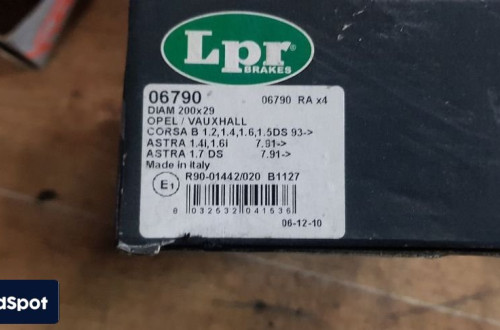 Lpr®
BRAKES
06790
06790 RA x4
DIAM 200x29
OPEL/ VAUXHALL
CORSA B 1.2,1.4,1.6,1.5DS 93->
ASTRA 1.4i,1.6i 7.91->
ASTRA 1.7 DS 7.91->
Made in italy
E1
R90-01442/020 B1127
8 032532 041536
06-12-10
dSpot